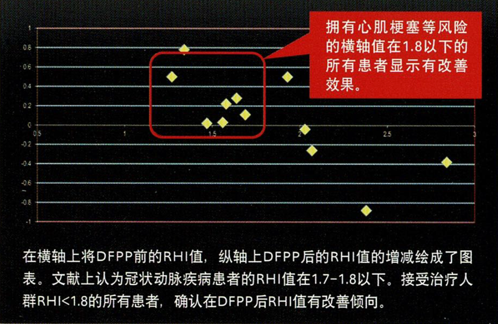 拥有心肌梗塞等风险
的横轴值在1.8以下的
所有患者显示有改善
效果。
1
0.8
0.6
0.4
0.2
0
-0.2
-0.4
-0.6
-0.8
-1
0.5
1
1.5
2
2.5
3
在横轴上将DFPP前的RHI值，纵轴上DFPP后的RHI值的增减绘成了图
表。文献上认为冠状动脉疾病患者的RHI值在1.7-1.8以下。接受治疗人
群RHI<1.8的所有患者，确认在DFPP后RHI值有改善倾向。